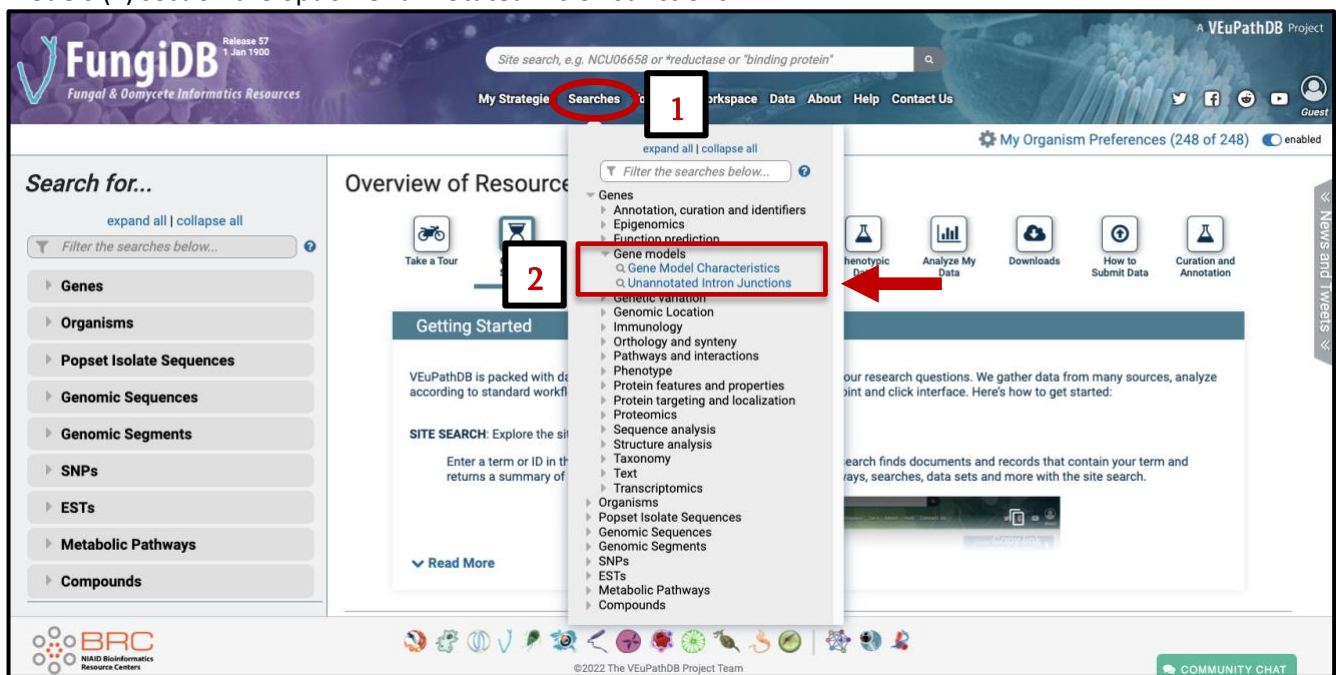 FungiDB
Release 57
1 Jan 1900
Fungal & Oomycete Informatics Resources
A VEuPathDB Project
Site search, e.g. NCU06658 or *reductase or "binding protein"
My Strategie Searches To orkspace Data About Help Contact Us
Guest
1
My Organism Preferences (248 of 248) enabled
Search for...
expand all | collapse all
Filter the searches below...
Genes
Organisms
Popset Isolate Sequences
Genomic Sequences
Genomic Segments
SNPs
ESTs
Metabolic Pathways
Compounds
expand all | collapse all
Filter the searches below...
Genes
Annotation, curation and identifiers
Epigenomics
Function prediction
Gene models
Gene Model Characteristics
Unannotated Intron Junctions
Genetic variation
Genomic Location
Immunology
Orthology and synteny
Pathways and interactions
Phenotype
Protein features and properties
Protein targeting and localization
Proteomics
Sequence analysis
Structure analysis
Taxonomy
Text
Transcriptomics
Organisms
Popset Isolate Sequences
Genomic Sequences
Genomic Segments
SNPs
ESTs
Metabolic Pathways
Compounds
2
Overview of Resource
Take a Tour
henotypic
Analyze My
Data
Downloads
How to
Submit Data
Curation and
Annotation
Getting Started
VEuPathDB is packed with da our research questions. We gather data from many sources, analyze
according to standard workfl oint and click interface. Here's how to get started:
SITE SEARCH: Explore the sit
Enter a term or ID in th earch finds documents and records that contain your term and
returns a summary of ways, searches, data sets and more with the site search.
Read More
News and Tweets
BRC
NIAID Bioinformatics
Resource Centers
©2022 The VEuPathDB Project Team
COMMUNITY CHAT